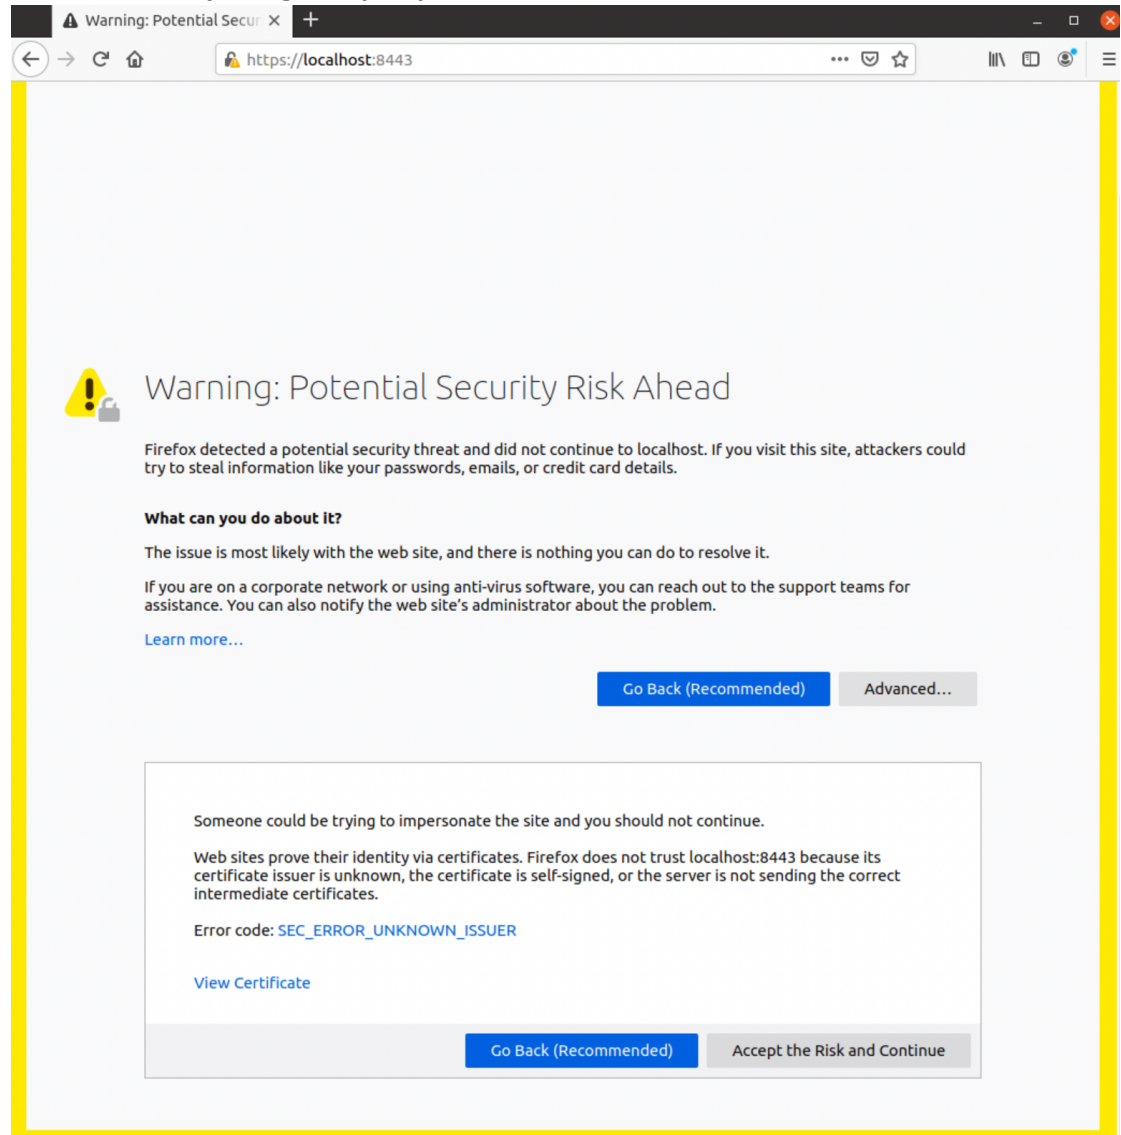 Warning: Potential Secur
https://localhost:8443
Warning: Potential Security Risk Ahead
Firefox detected a potential security threat and did not continue to localhost. If you visit this site, attackers could
try to steal information like your passwords, emails, or credit card details.
What can you do about it?
The issue is most likely with the web site, and there is nothing you can do to resolve it.
If you are on a corporate network or using anti-virus software, you can reach out to the support teams for
assistance. You can also notify the web site’s administrator about the problem.
Learn more…
Go Back (Recommended) Advanced…
Someone could be trying to impersonate the site and you should not continue.
Web sites prove their identity via certificates. Firefox does not trust localhost:8443 because its
certificate issuer is unknown, the certificate is self-signed, or the server is not sending the correct
intermediate certificates.
Error code: SEC_ERROR_UNKNOWN_ISSUER
View Certificate
Go Back (Recommended) Accept the Risk and Continue